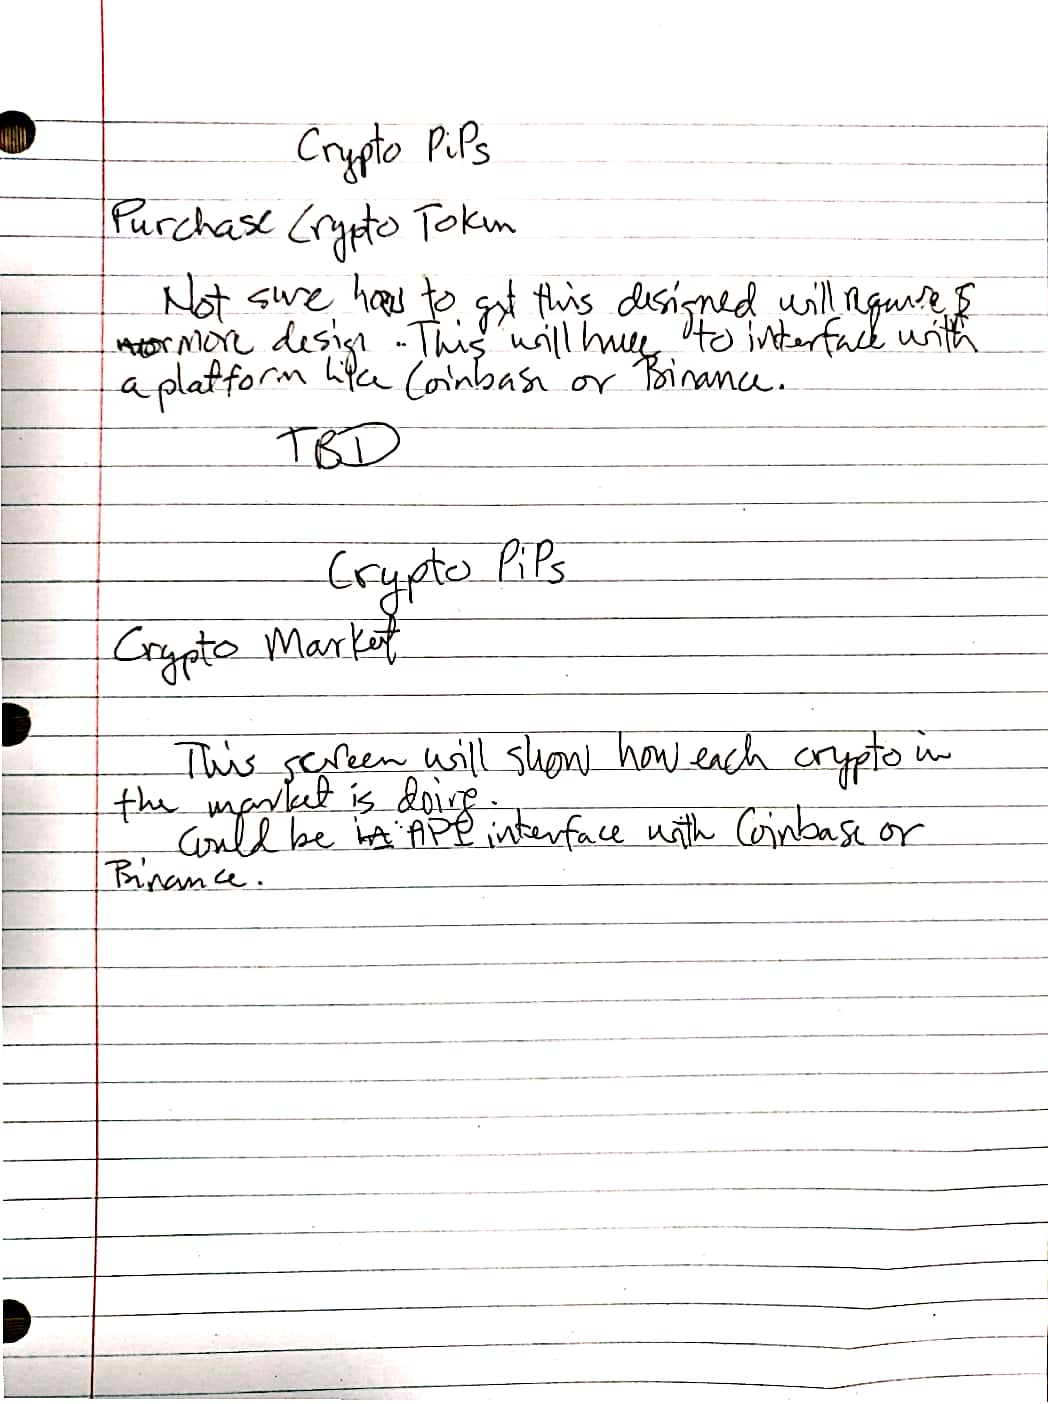 Crypto PiPs
Purchase Crypto Token
Not sure how to get this designed will require
more design. This will have to interface with
a platform like Coinbase or Binance.
TBD
Crypto PiPs
Crypto Market
This screen will show how each crypto in
the market is doing.
Could be API interface with Coinbase or
Binance.